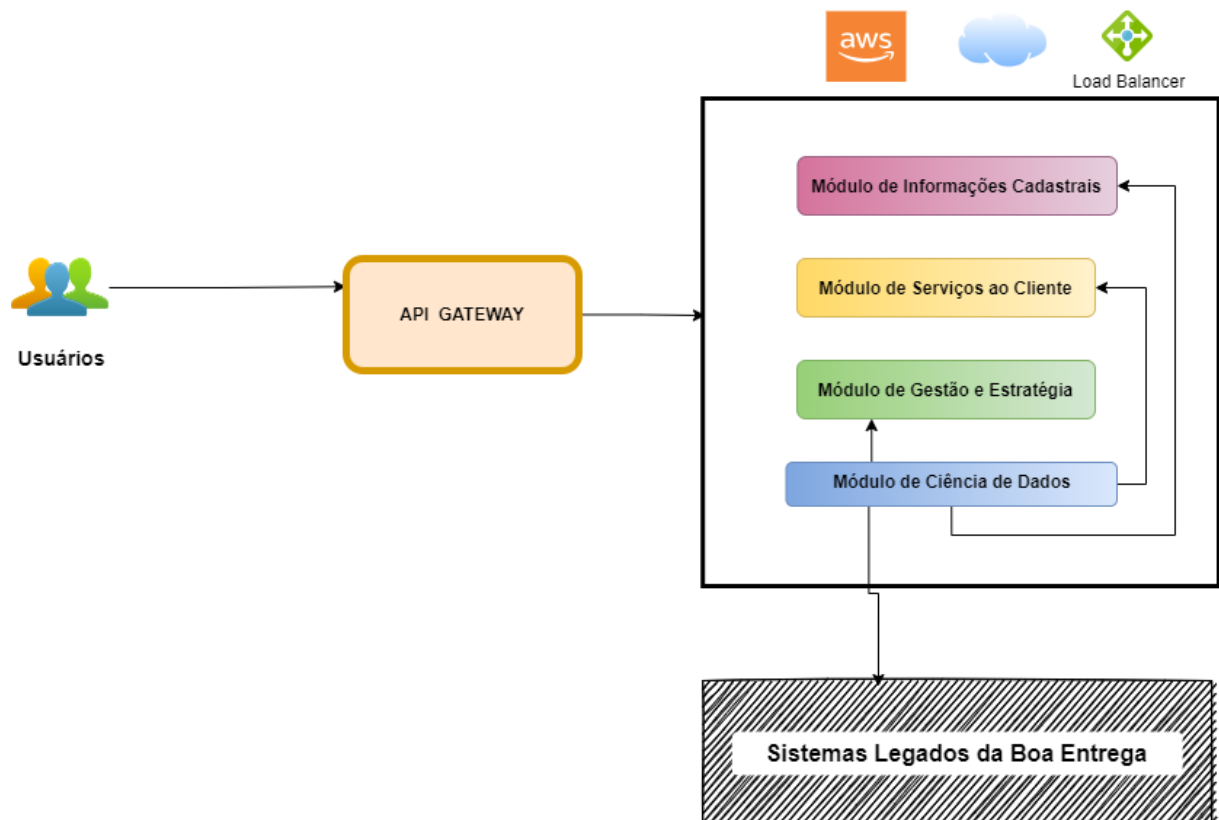 aws
Load Balancer
Módulo de Informações Cadastrais
Módulo de Serviços ao Cliente
API GATEWAY
Usuários
Módulo de Gestão e Estratégia
Módulo de Ciência de Dados
Sistemas Legados da Boa Entrega